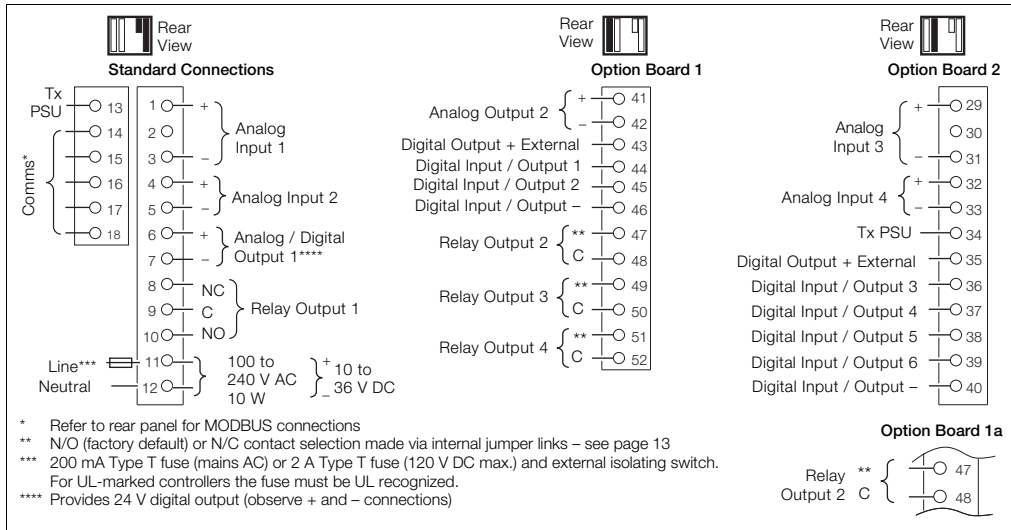 Rear
View
Standard Connections
Tx
PSU
13
14
15
16
17
18
Comms*
1 +
2
3 –
Analog
Input 1
4 +
5 –
Analog Input 2
6 +
7 –
Analog / Digital
Output 1****
8 NC
9 C
10 NO
Relay Output 1
Line*** 11
Neutral 12
100 to
240 V AC
10 W
+
–
10 to
36 V DC
Rear
View
Option Board 1
Analog Output 2
+ 41
– 42
Digital Output + External 43
Digital Input / Output 1 44
Digital Input / Output 2 45
Digital Input / Output – 46
Relay Output 2
** 47
C 48
Relay Output 3
** 49
C 50
Relay Output 4
** 51
C 52
Rear
View
Option Board 2
Analog
Input 3
+ 29
30
– 31
Analog Input 4
+ 32
– 33
Tx PSU 34
Digital Output + External 35
Digital Input / Output 3 36
Digital Input / Output 4 37
Digital Input / Output 5 38
Digital Input / Output 6 39
Digital Input / Output – 40
Option Board 1a
Relay
Output 2
** 47
C 48
* Refer to rear panel for MODBUS connections
** N/O (factory default) or N/C contact selection made via internal jumper links – see page 13
*** 200 mA Type T fuse (mains AC) or 2 A Type T fuse (120 V DC max.) and external isolating switch.
For UL-marked controllers the fuse must be UL recognized.
**** Provides 24 V digital output (observe + and – connections)